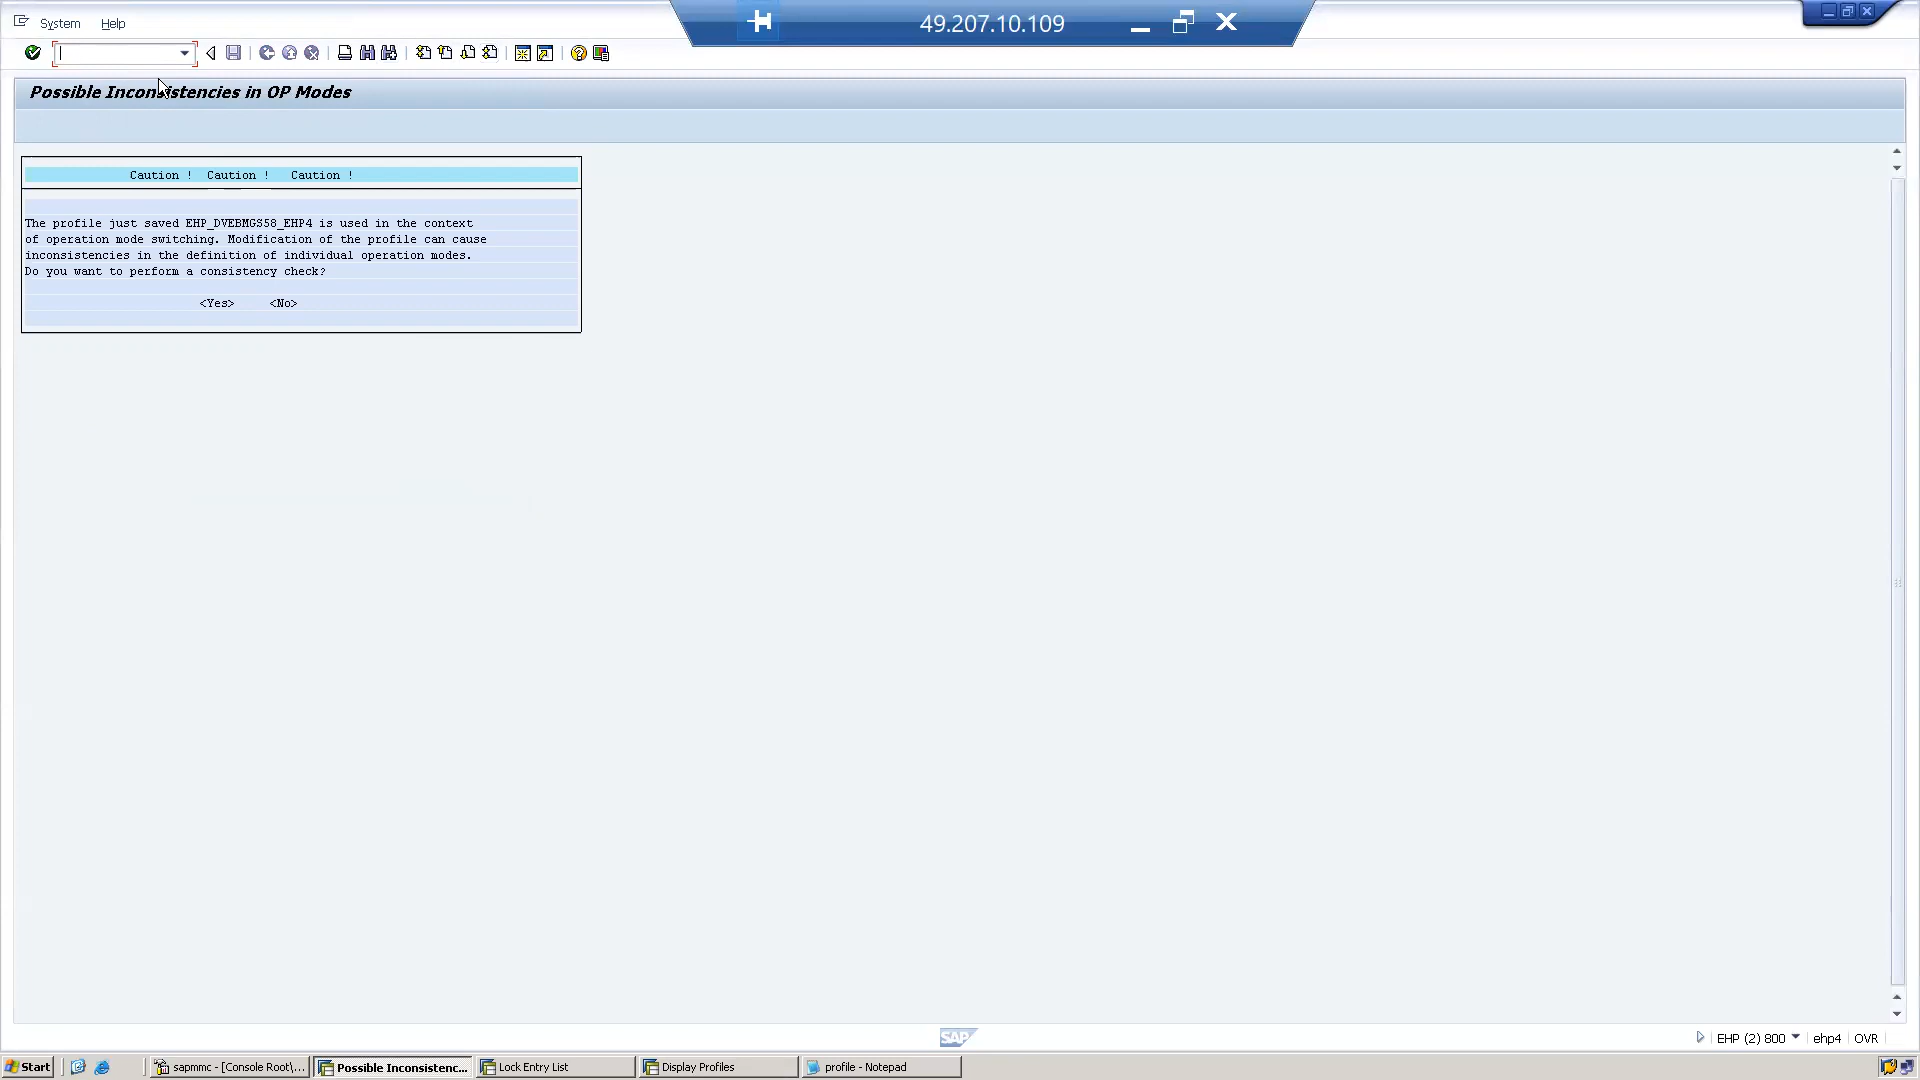 System Help
49.207.10.109
Possible Inconsistencies in OP Modes
Caution ! Caution ! Caution !
The profile just saved EHP_DVEBMGS58_EHP4 is used in the context
of operation mode switching. Modification of the profile can cause
inconsistencies in the definition of individual operation modes.
Do you want to perform a consistency check?
<Yes> <No>
SAP
EHP (2) 800 ehp4 OVR
Start sapmmc - [Console Root\... Possible Inconsistenc... Lock Entry List Display Profiles profile - Notepad